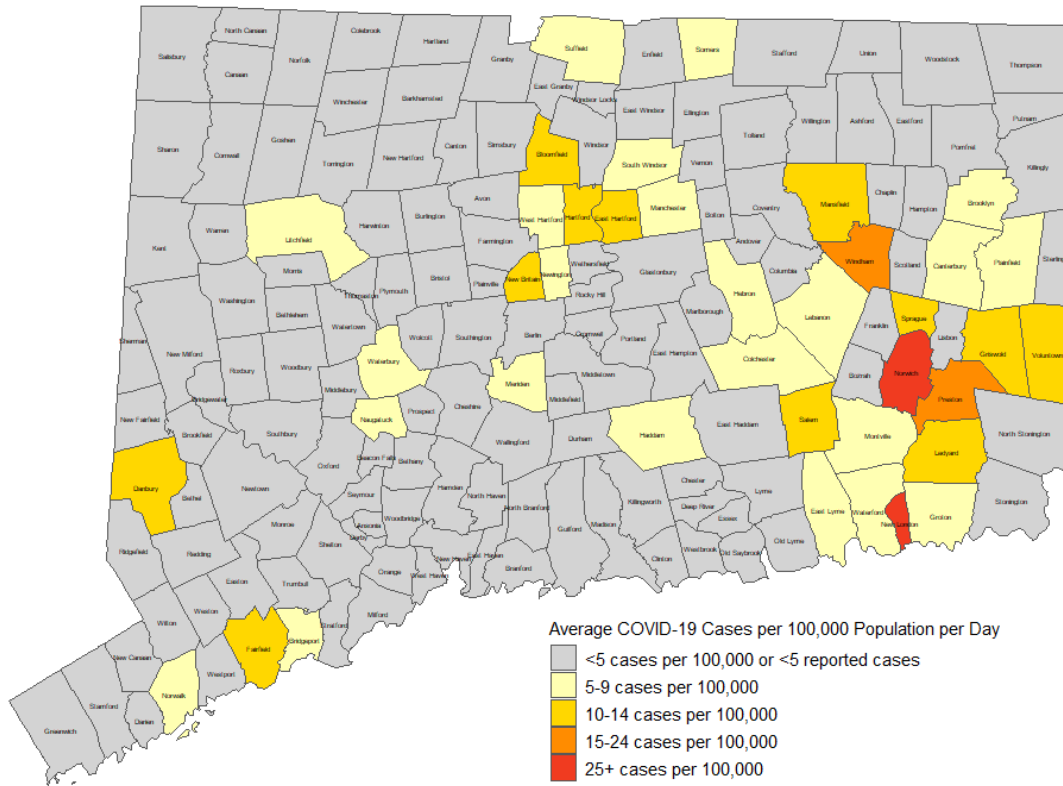 Colebrook
North Canaan
Hartland
Salisbury
Canaan
Norfolk
Granby
Suffield
Enfield
Somers
Stafford
Union
Woodstock
Thompson
Winchester
Barkhamsted
East Granby
Windsor Locks
East Windsor
Ellington
Tolland
Willington
Ashford
Eastford
Putnam
Pomfret
Sharon
Cornwall
Goshen
Torrington
New Hartford
Canton
Simsbury
Bloomfield
Windsor
South Windsor
Vernon
Killingly
Mansfield
Chaplin
Hampton
Brooklyn
Kent
Warren
Litchfield
Harwinton
Burlington
Avon
Farmington
West Hartford
Hartford
East Hartford
Manchester
Bolton
Coventry
Andover
Columbia
Windham
Scotland
Canterbury
Plainfield
Sterling
Morris
Washington
Bethlehem
Thomaston
Plymouth
Bristol
Plainville
New Britain
Newington
Wethersfield
Rocky Hill
Glastonbury
Marlborough
Hebron
Lebanon
Franklin
Sprague
Lisbon
Griswold
Voluntown
Sherman
New Milford
Roxbury
Woodbury
Watertown
Waterbury
Wolcott
Southington
Berlin
Cromwell
Portland
East Hampton
Colchester
Bozrah
Norwich
Preston
New Fairfield
Bridgewater
Brookfield
Southbury
Middlebury
Naugatuck
Prospect
Cheshire
Meriden
Middlefield
Middletown
Haddam
East Haddam
Salem
Montville
Ledyard
North Stonington
Danbury
Bethel
Newtown
Oxford
Beacon Falls
Bethany
Wallingford
Durham
Seymour
Hamden
North Haven
North Branford
Killingworth
Chester
Deep River
Essex
Lyme
East Lyme
Waterford
New London
Groton
Stonington
Ridgefield
Redding
Monroe
Shelton
Ansonia
Derby
Woodbridge
New Haven
East Haven
Branford
Guilford
Madison
Clinton
Westbrook
Old Saybrook
Old Lyme
Easton
Trumbull
Orange
West Haven
Milford
Stratford
Wilton
Weston
Fairfield
Bridgeport
New Canaan
Norwalk
Westport
Greenwich
Stamford
Darien
Average COVID-19 Cases per 100,000 Population per Day
<5 cases per 100,000 or <5 reported cases
5-9 cases per 100,000
10-14 cases per 100,000
15-24 cases per 100,000
25+ cases per 100,000